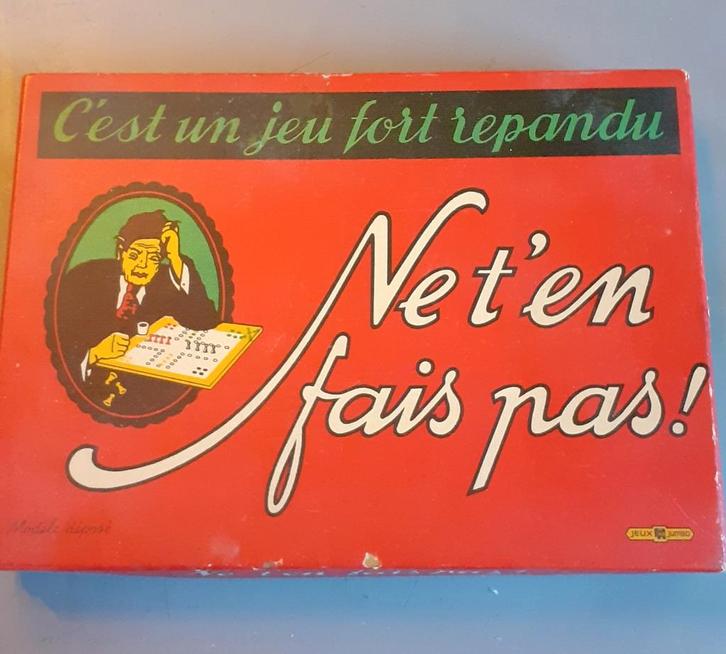 C'est un jeu fort repandu
Ne t'en
fais pas!
Modèle déposé
JEUX jumbo